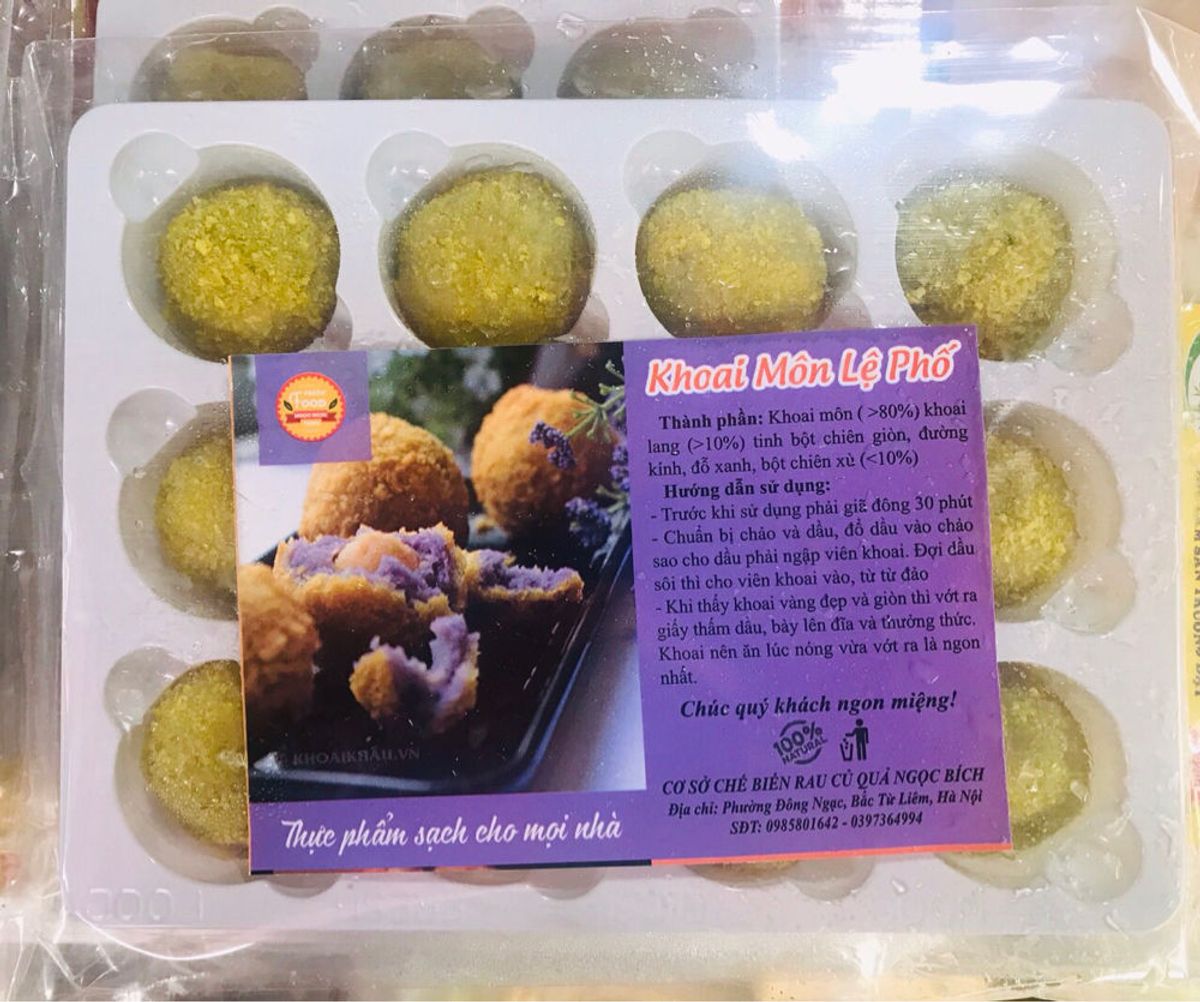 Khoai Môn Lệ Phố
Thành phần: Khoai môn ( >80%) khoai
lang (>10%) tinh bột chiên giòn, đường
kính, đỗ xanh, bột chiên xù (<10%)
Hướng dẫn sử dụng:
- Trước khi sử dụng phải giã đông 30 phút
- Chuẩn bị chảo và dầu, đổ dầu vào chảo
sao cho dầu phải ngập viên khoai. Đợi dầu
sôi thì cho viên khoai vào, từ từ đảo
- Khi thấy khoai vàng đẹp và giòn thì vớt ra
giấy thấm dầu, bày lên đĩa và thưởng thức.
Khoai nên ăn lúc nóng vừa vớt ra là ngon
nhất.
Chúc quý khách ngon miệng!
100%
NATURAL
CƠ SỞ CHẾ BIẾN RAU CỦ QUẢ NGỌC BÍCH
Địa chỉ: Phường Đông Ngạc, Bắc Từ Liêm, Hà Nội
SĐT: 0985801642 - 0397364994
FOOD
KHOAIKHAU.VN
Thực phẩm sạch cho mọi nhà